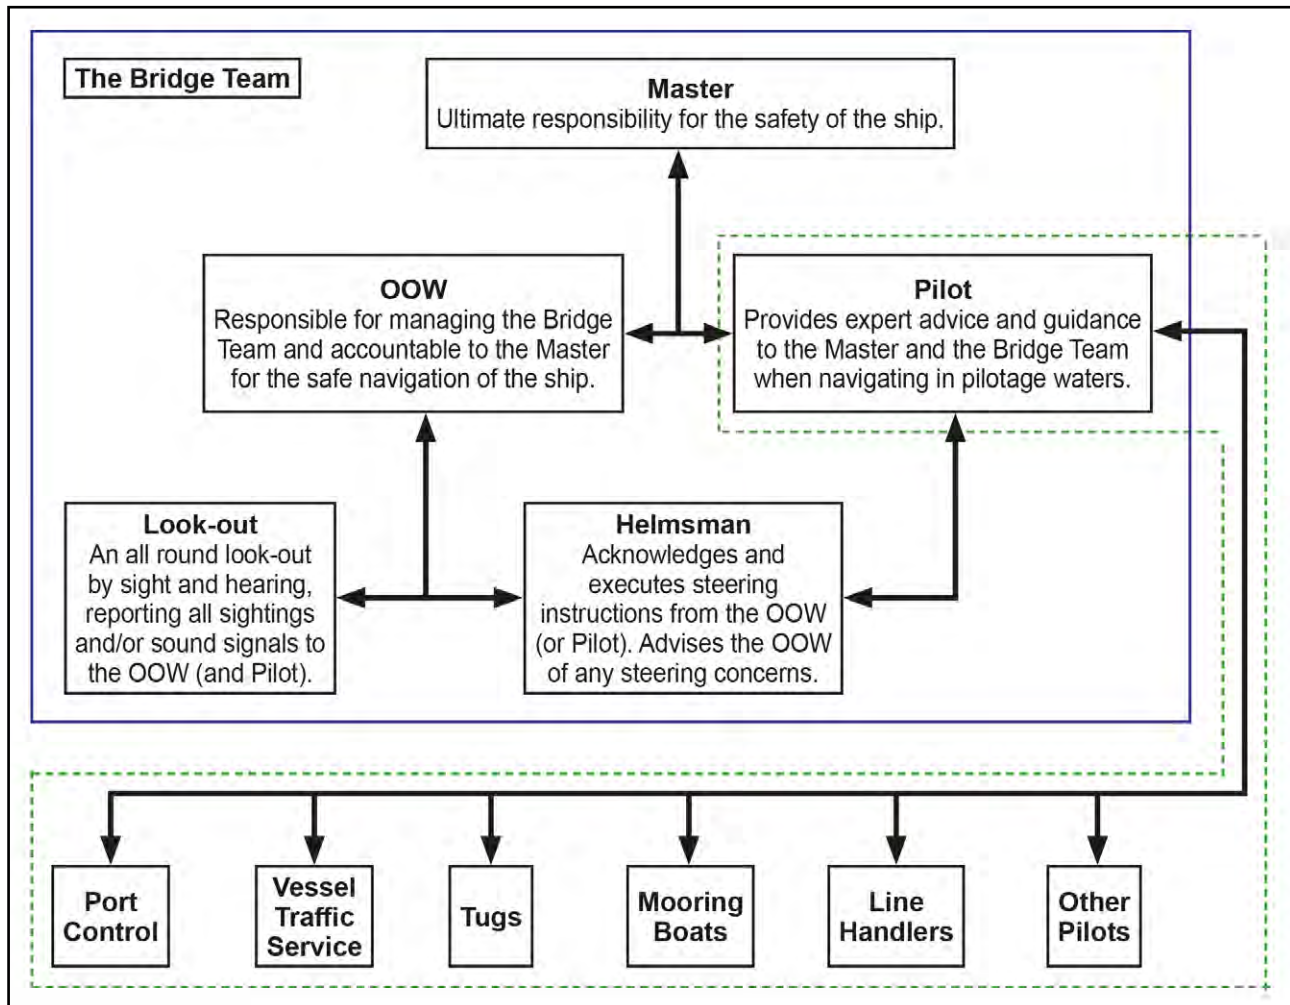 The Bridge Team
Master
Ultimate responsibility for the safety of the ship.
OOW
Responsible for managing the Bridge
Team and accountable to the Master
for the safe navigation of the ship.
Pilot
Provides expert advice and guidance
to the Master and the Bridge Team
when navigating in pilotage waters.
Look-out
An all round look-out
by sight and hearing,
reporting all sightings
and/or sound signals to
the OOW (and Pilot).
Helmsman
Acknowledges and
executes steering
instructions from the OOW
(or Pilot). Advises the OOW
of any steering concerns.
Port
Control
Vessel
Traffic
Service
Tugs
Mooring
Boats
Line
Handlers
Other
Pilots